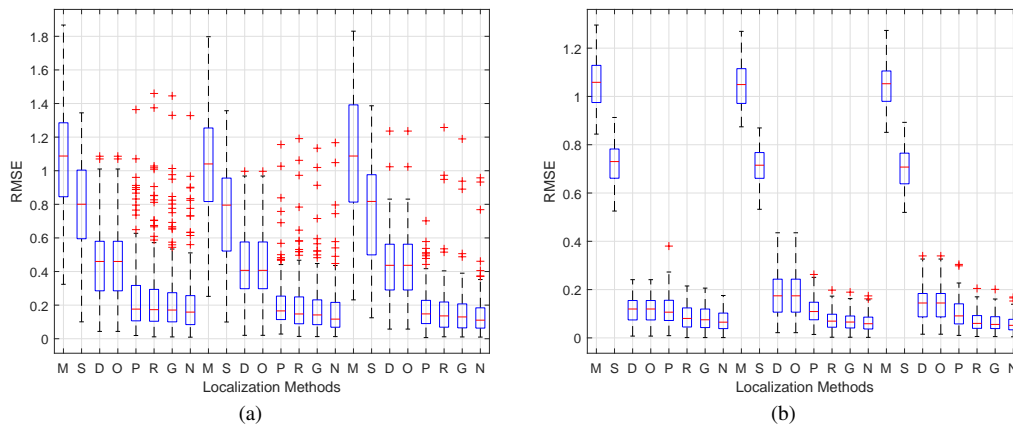 1.8
1.6
1.4
1.2
1
0.8
0.6
0.4
0.2
0
RMSE
M S D O P R G N M S D O P R G N M S D O P R G N
Localization Methods
(a)
1.2
1
0.8
0.6
0.4
0.2
0
RMSE
M S D O P R G N M S D O P R G N M S D O P R G N
Localization Methods
(b)